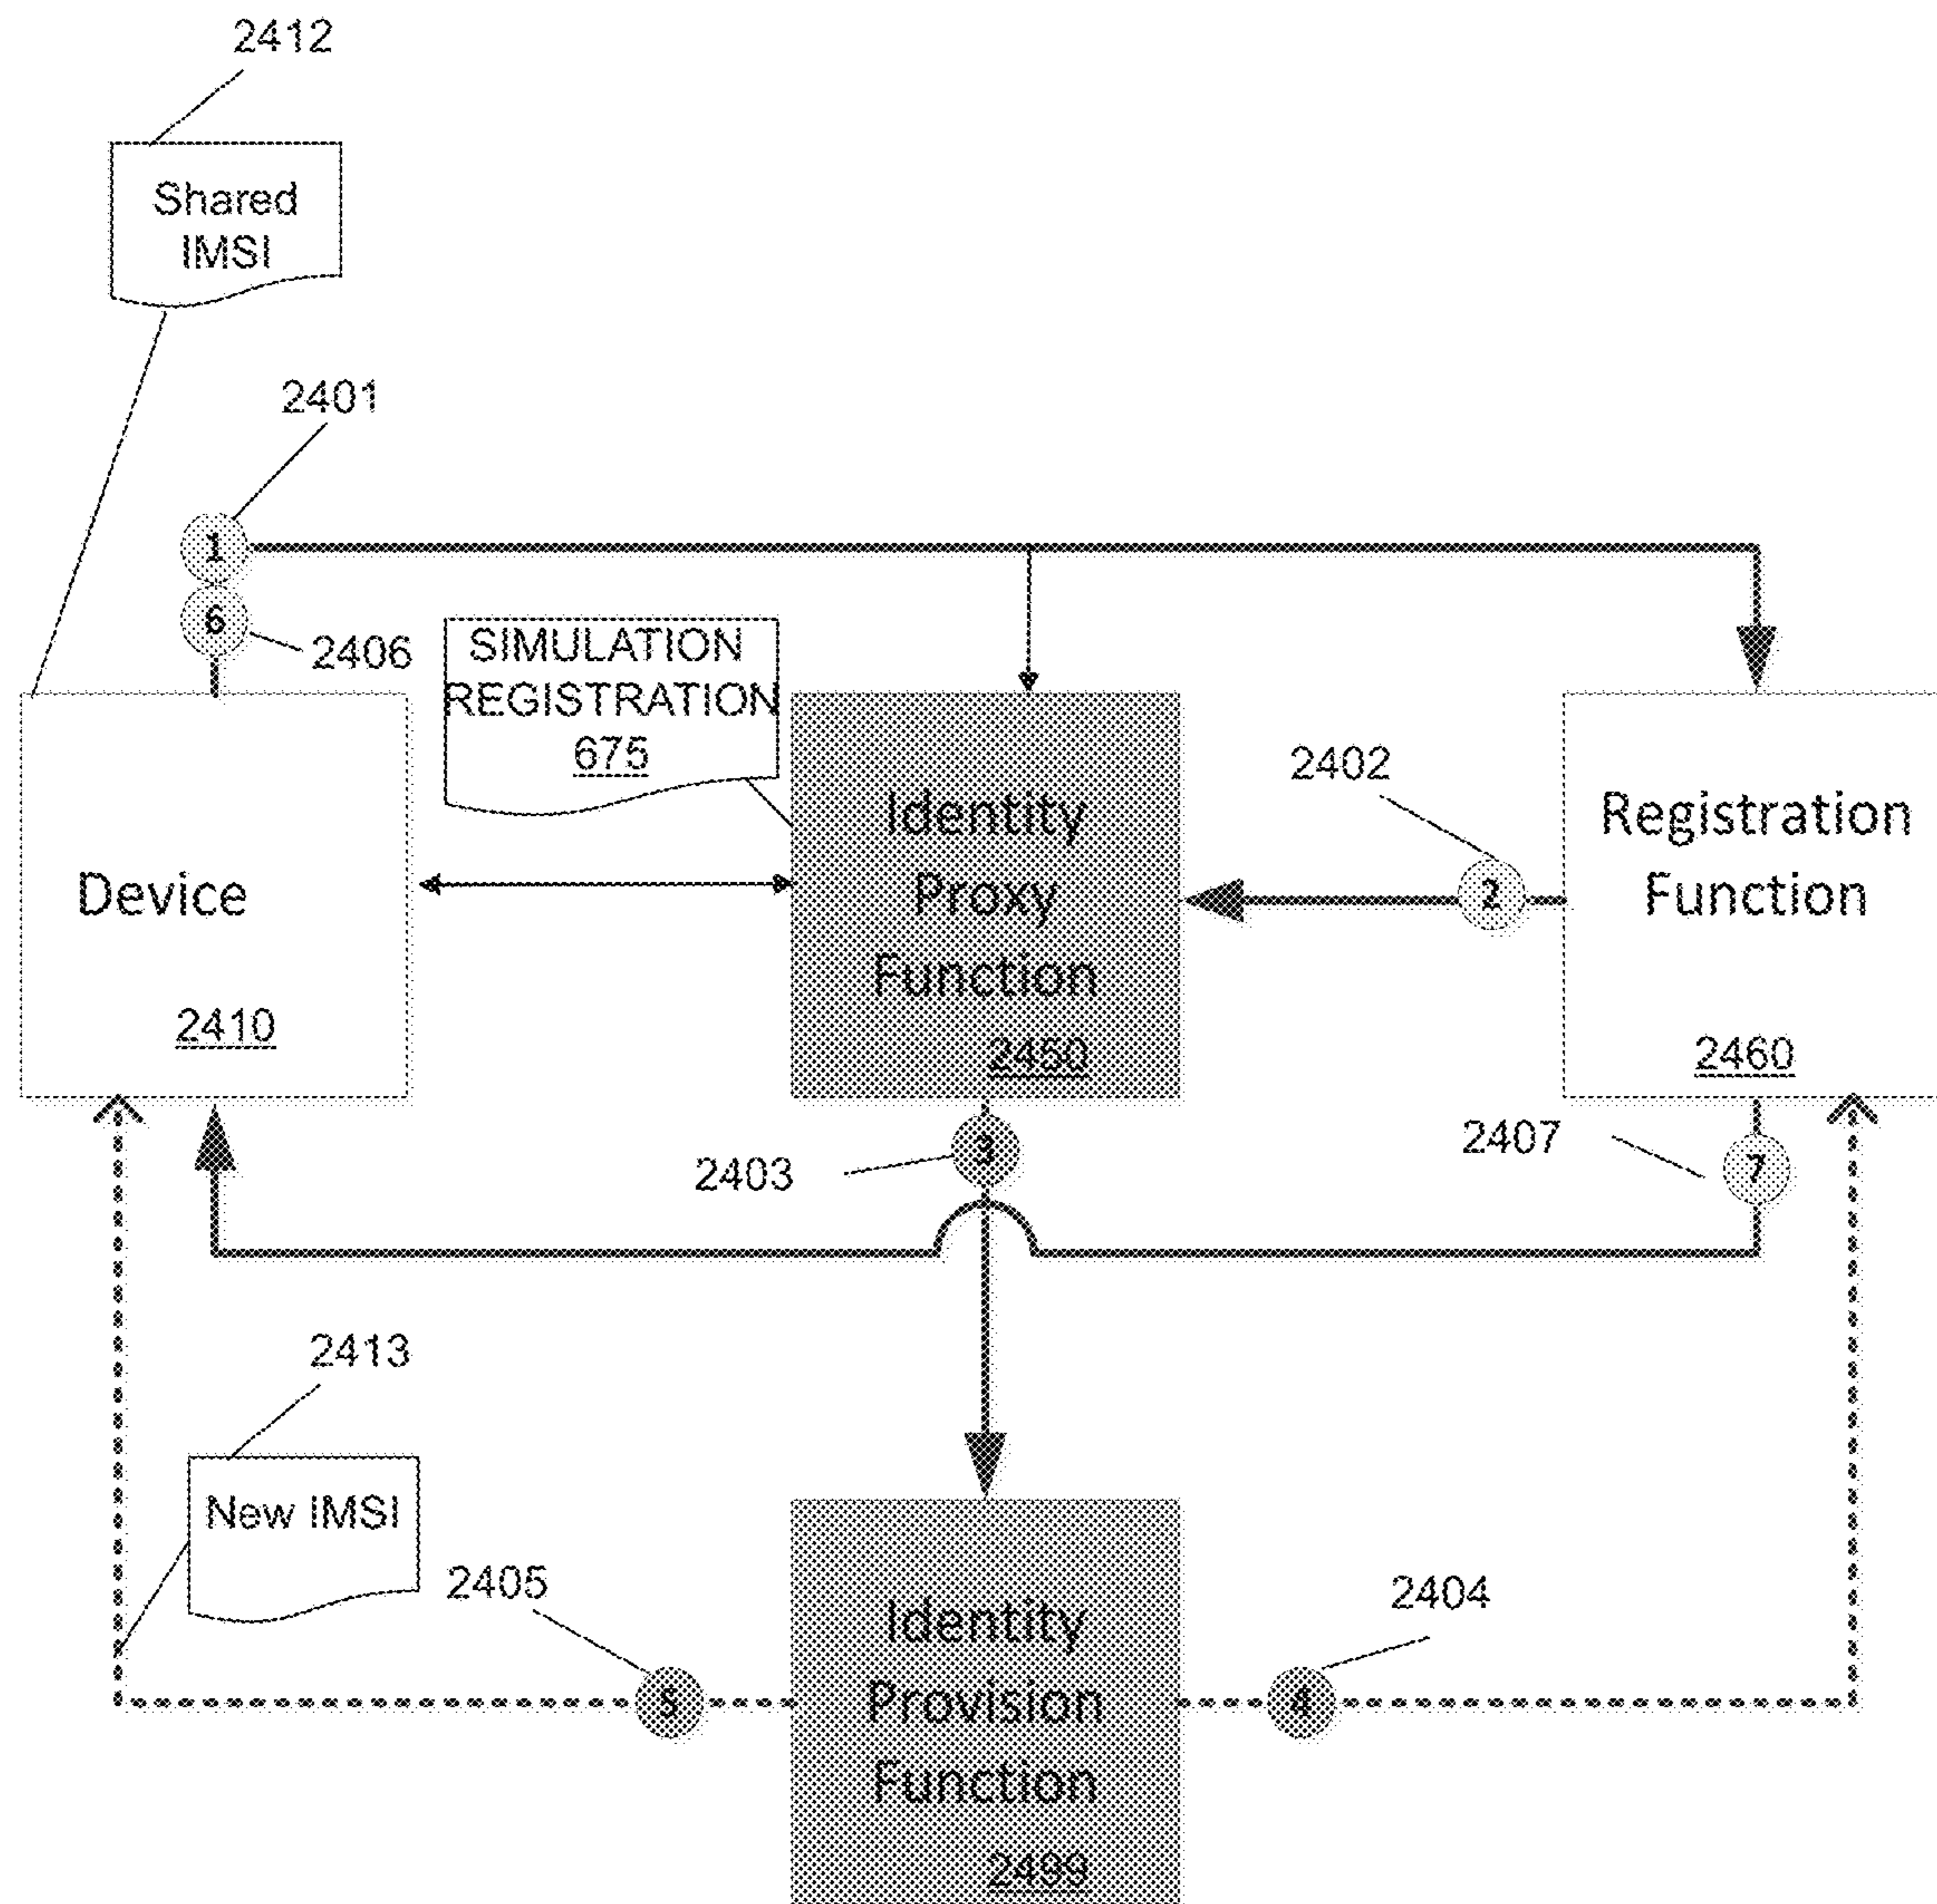 2412
Shared
IMSI
2401
1
6
2406
SIMULATION
REGISTRATION
675
2402
2
Device
2410
Identity
Proxy
Function
2450
Registration
Function
2460
3
2403
2407
7
2413
New IMSI
2405
5
2404
4
Identity
Provision
Function
2499